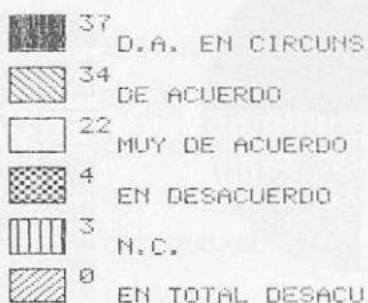 37
D.A. EN CIRCUNS
34
DE ACUERDO
22
MUY DE ACUERDO
4
EN DESACUERDO
3
N.C.
0
EN TOTAL DESACU